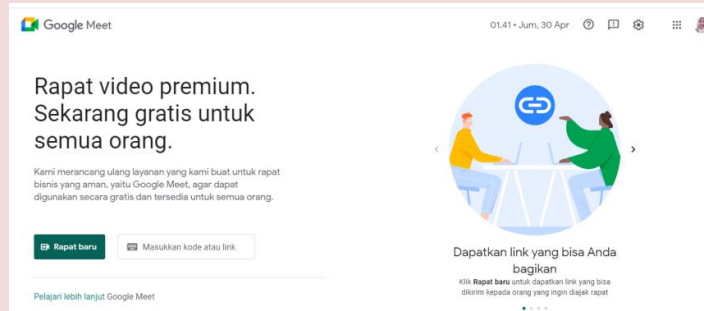 Google Meet
01.41 • Jum, 30 Apr
Rapat video premium.
Sekarang gratis untuk
semua orang.
Kami merancang ulang layanan yang kami buat untuk rapat
bisnis yang aman, yaitu Google Meet, agar dapat
digunakan secara gratis dan tersedia untuk semua orang.
Rapat baru
Masukkan kode atau link
Pelajari lebih lanjut Google Meet
Dapatkan link yang bisa Anda
bagikan
Klik Rapat baru untuk dapatkan link yang bisa
dikirim kepada orang yang ingin diajak rapat